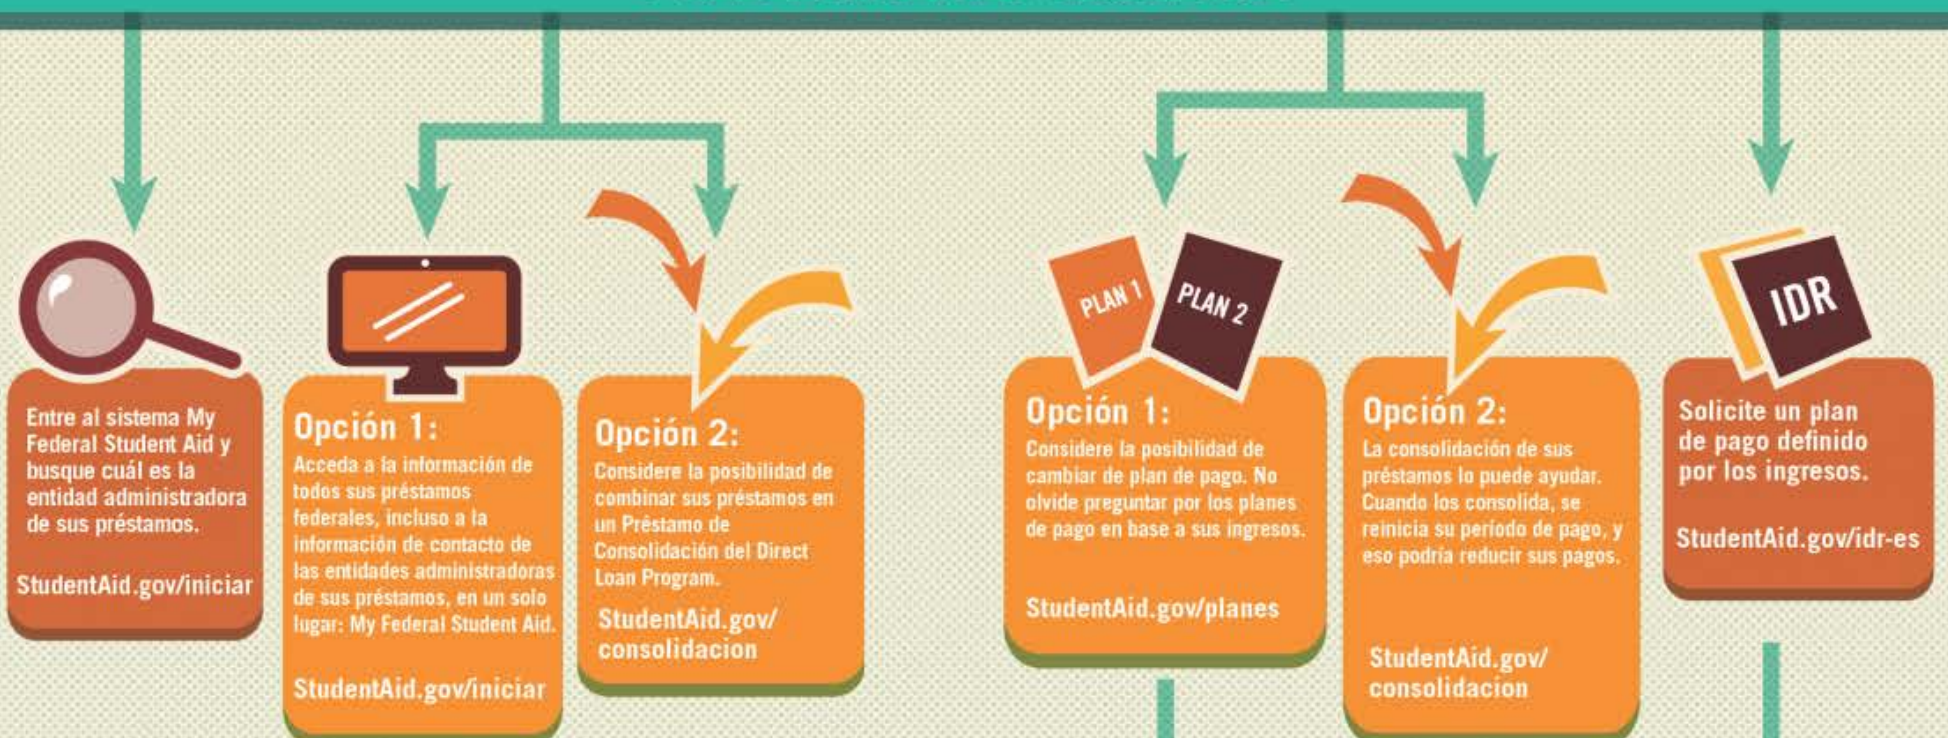 Entre al sistema My
Federal Student Aid y
busque cuál es la
entidad administradora
de sus préstamos.
StudentAid.gov/iniciar
Opción 1:
Acceda a la información de
todos sus préstamos
federales, incluso a la
información de contacto de
las entidades administradoras
de sus préstamos, en un solo
lugar: My Federal Student Aid.
StudentAid.gov/iniciar
Opción 2:
Considere la posibilidad de
combinar sus préstamos en
un Préstamo de
Consolidación del Direct
Loan Program.
StudentAid.gov/
consolidacion
PLAN 1
PLAN 2
Opción 1:
Considere la posibilidad de
cambiar de plan de pago. No
olvide preguntar por los planes
de pago en base a sus ingresos.
StudentAid.gov/planes
Opción 2:
La consolidación de sus
préstamos lo puede ayudar.
Cuando los consolida, se
reinicia su período de pago, y
eso podría reducir sus pagos.
StudentAid.gov/
consolidacion
IDR
Solicite un plan
de pago definido
por los ingresos.
StudentAid.gov/idr-es